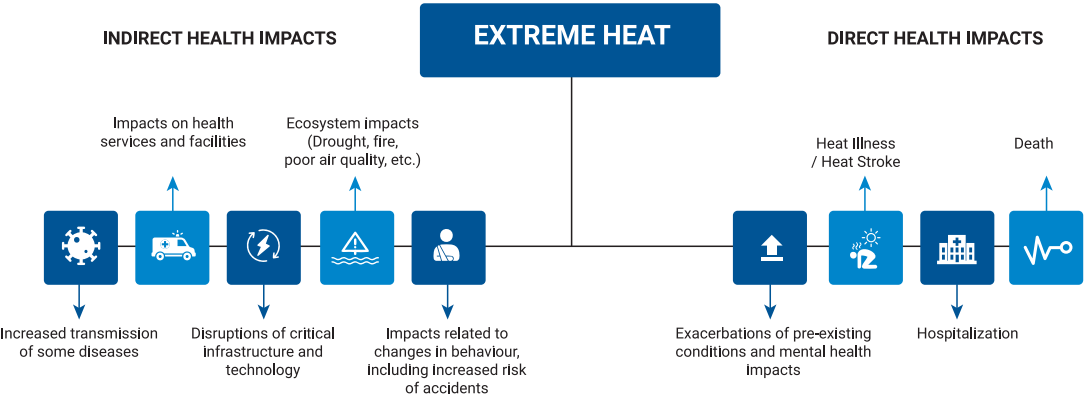 EXTREME HEAT
INDIRECT HEALTH IMPACTS
Impacts on health
services and facilities
Ecosystem impacts
(Drought, fire,
poor air quality, etc.)
Increased transmission
of some diseases
Disruptions of critical
infrastructure and
technology
Impacts related to
changes in behaviour,
including increased risk
of accidents
DIRECT HEALTH IMPACTS
Heat Illness
/ Heat Stroke
Death
Exacerbations of pre-existing
conditions and mental health
impacts
Hospitalization